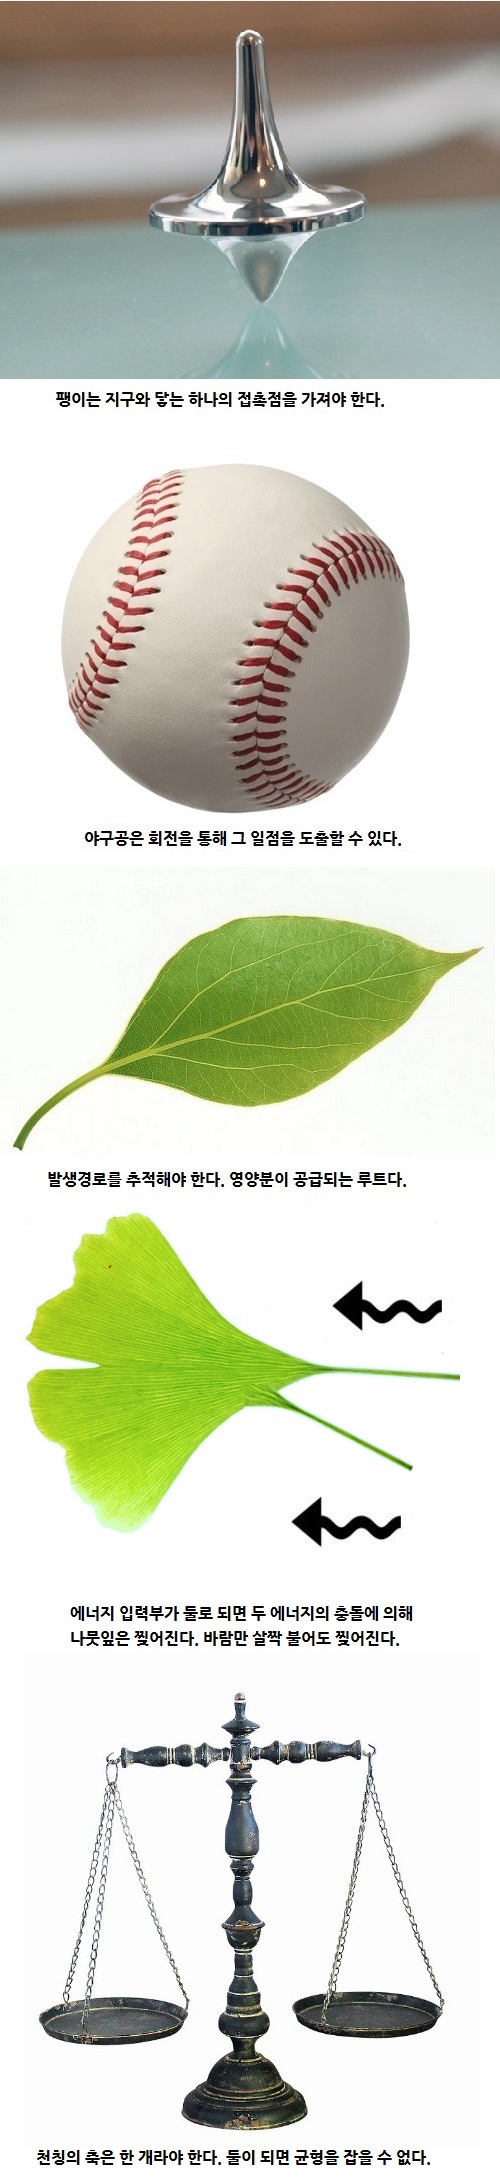 팽이는 지구와 닿는 하나의 접촉점을 가져야 한다.
야구공은 회전을 통해 그 일점을 도출할 수 있다.
발생경로를 추적해야 한다. 영양분이 공급되는 루트다.
에너지 입력부가 둘로 되면 두 에너지의 충돌에 의해
나뭇잎은 찢어진다. 바람만 살짝 불어도 찢어진다.
천칭의 축은 한 개라야 한다. 둘이 되면 균형을 잡을 수 없다.